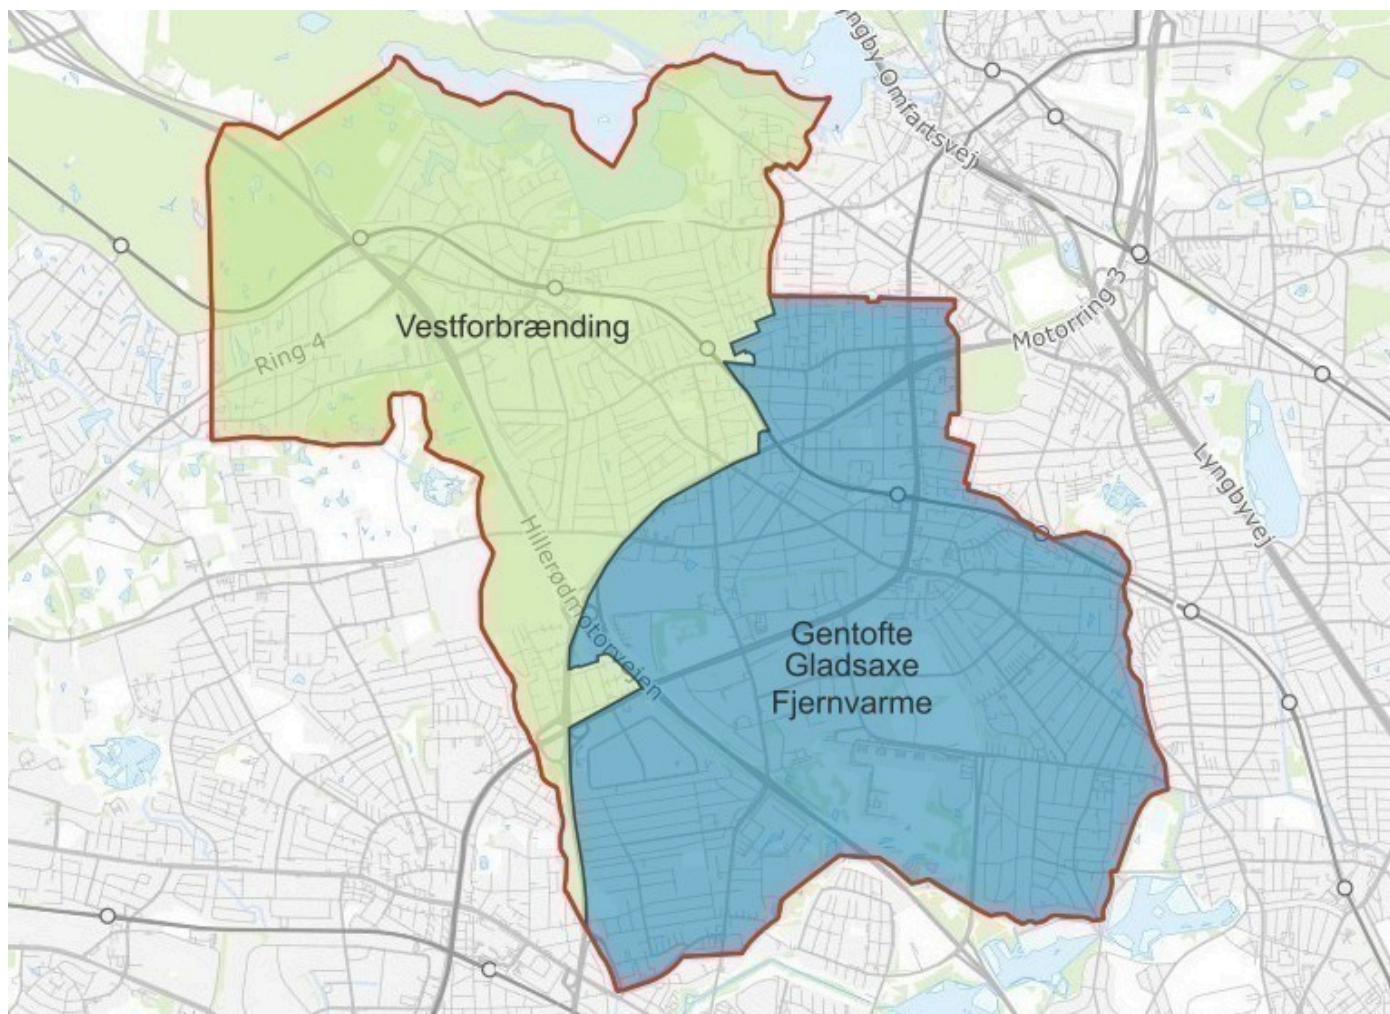 Lyngby Omfartsvej
Motorring 3
Vestforbrænding
Ring 4
Lyngbyvej
Hillerødmotorvejen
Gentofte
Gladsaxe
Fjernvarme